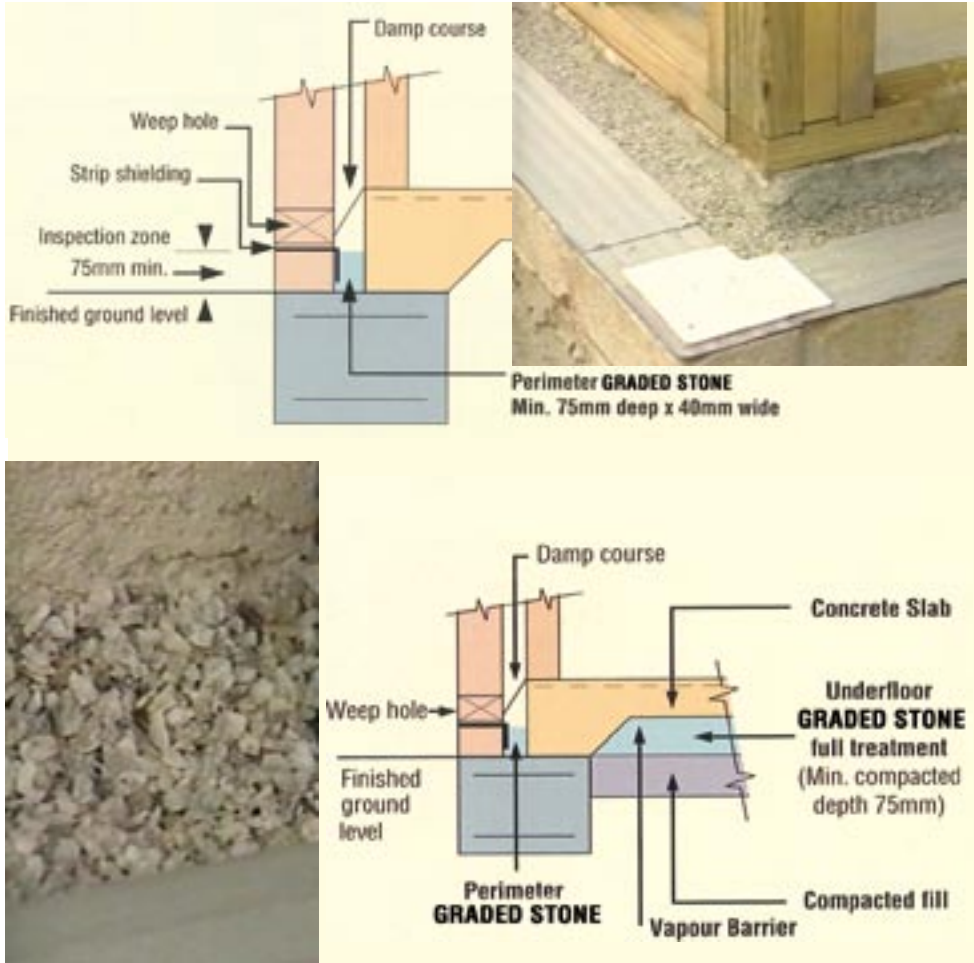 Damp course
Weep hole
Strip shielding
Inspection zone
75mm min.
Finished ground level
Perimeter GRADED STONE
Min. 75mm deep x 40mm wide
Damp course
Concrete Slab
Weep hole
Underfloor
GRADED STONE
full treatment
(Min. compacted
depth 75mm)
Finished
ground
level
Perimeter
GRADED STONE
Compacted fill
Vapour Barrier